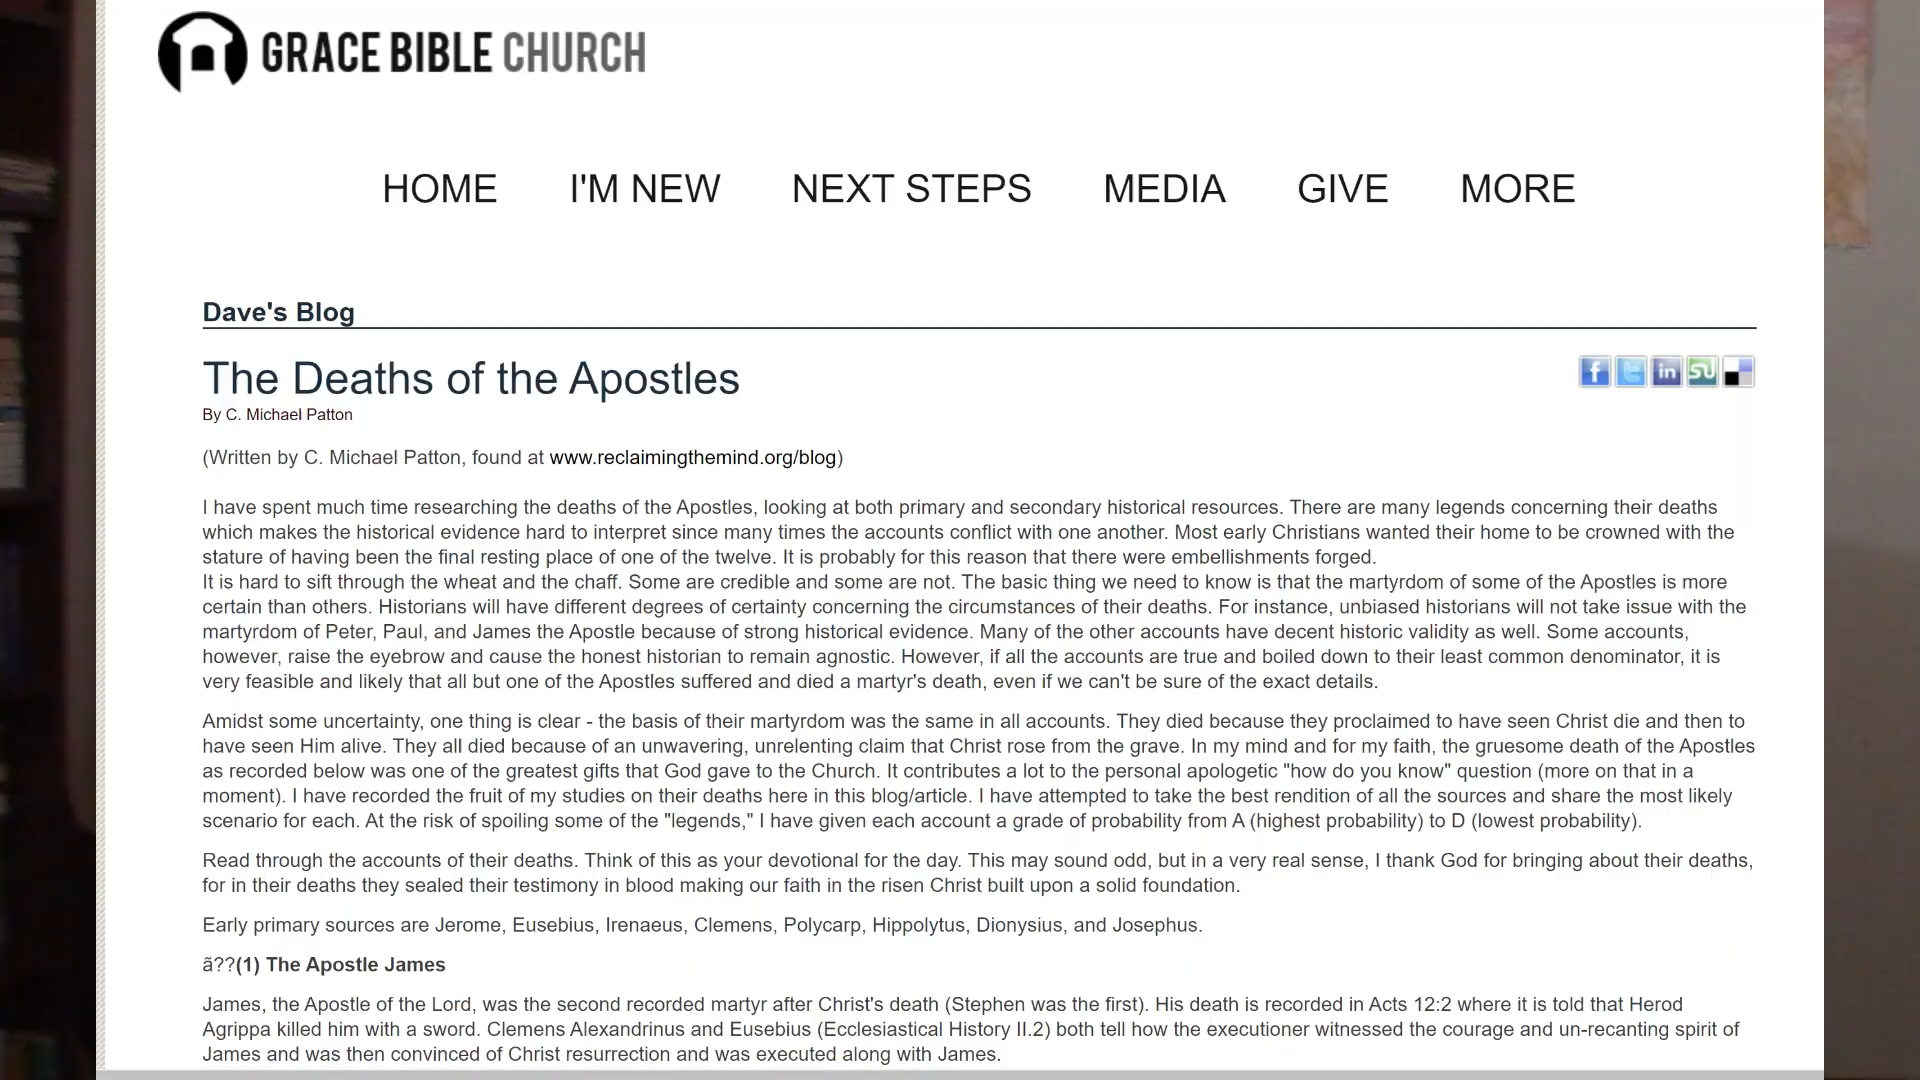 GRACE BIBLE CHURCH
HOME I'M NEW NEXT STEPS MEDIA GIVE MORE
Dave's Blog
The Deaths of the Apostles
By C. Michael Patton
(Written by C. Michael Patton, found at www.reclaimingthemind.org/blog)
I have spent much time researching the deaths of the Apostles, looking at both primary and secondary historical resources. There are many legends concerning their deaths
which makes the historical evidence hard to interpret since many times the accounts conflict with one another. Most early Christians wanted their home to be crowned with the
stature of having been the final resting place of one of the twelve. It is probably for this reason that there were embellishments forged.
It is hard to sift through the wheat and the chaff. Some are credible and some are not. The basic thing we need to know is that the martyrdom of some of the Apostles is more
certain than others. Historians will have different degrees of certainty concerning the circumstances of their deaths. For instance, unbiased historians will not take issue with the
martyrdom of Peter, Paul, and James the Apostle because of strong historical evidence. Many of the other accounts have decent historic validity as well. Some accounts,
however, raise the eyebrow and cause the honest historian to remain agnostic. However, if all the accounts are true and boiled down to their least common denominator, it is
very feasible and likely that all but one of the Apostles suffered and died a martyr's death, even if we can't be sure of the exact details.
Amidst some uncertainty, one thing is clear - the basis of their martyrdom was the same in all accounts. They died because they proclaimed to have seen Christ die and then to
have seen Him alive. They all died because of an unwavering, unrelenting claim that Christ rose from the grave. In my mind and for my faith, the gruesome death of the Apostles
as recorded below was one of the greatest gifts that God gave to the Church. It contributes a lot to the personal apologetic "how do you know" question (more on that in a
moment). I have recorded the fruit of my studies on their deaths here in this blog/article. I have attempted to take the best rendition of all the sources and share the most likely
scenario for each. At the risk of spoiling some of the "legends," I have given each account a grade of probability from A (highest probability) to D (lowest probability).
Read through the accounts of their deaths. Think of this as your devotional for the day. This may sound odd, but in a very real sense, I thank God for bringing about their deaths,
for in their deaths they sealed their testimony in blood making our faith in the risen Christ built upon a solid foundation.
Early primary sources are Jerome, Eusebius, Irenaeus, Clemens, Polycarp, Hippolytus, Dionysius, and Josephus.
ã??(1) The Apostle James
James, the Apostle of the Lord, was the second recorded martyr after Christ's death (Stephen was the first). His death is recorded in Acts 12:2 where it is told that Herod
Agrippa killed him with a sword. Clemens Alexandrinus and Eusebius (Ecclesiastical History II.2) both tell how the executioner witnessed the courage and un-recanting spirit of
James and was then convinced of Christ resurrection and was executed along with James.